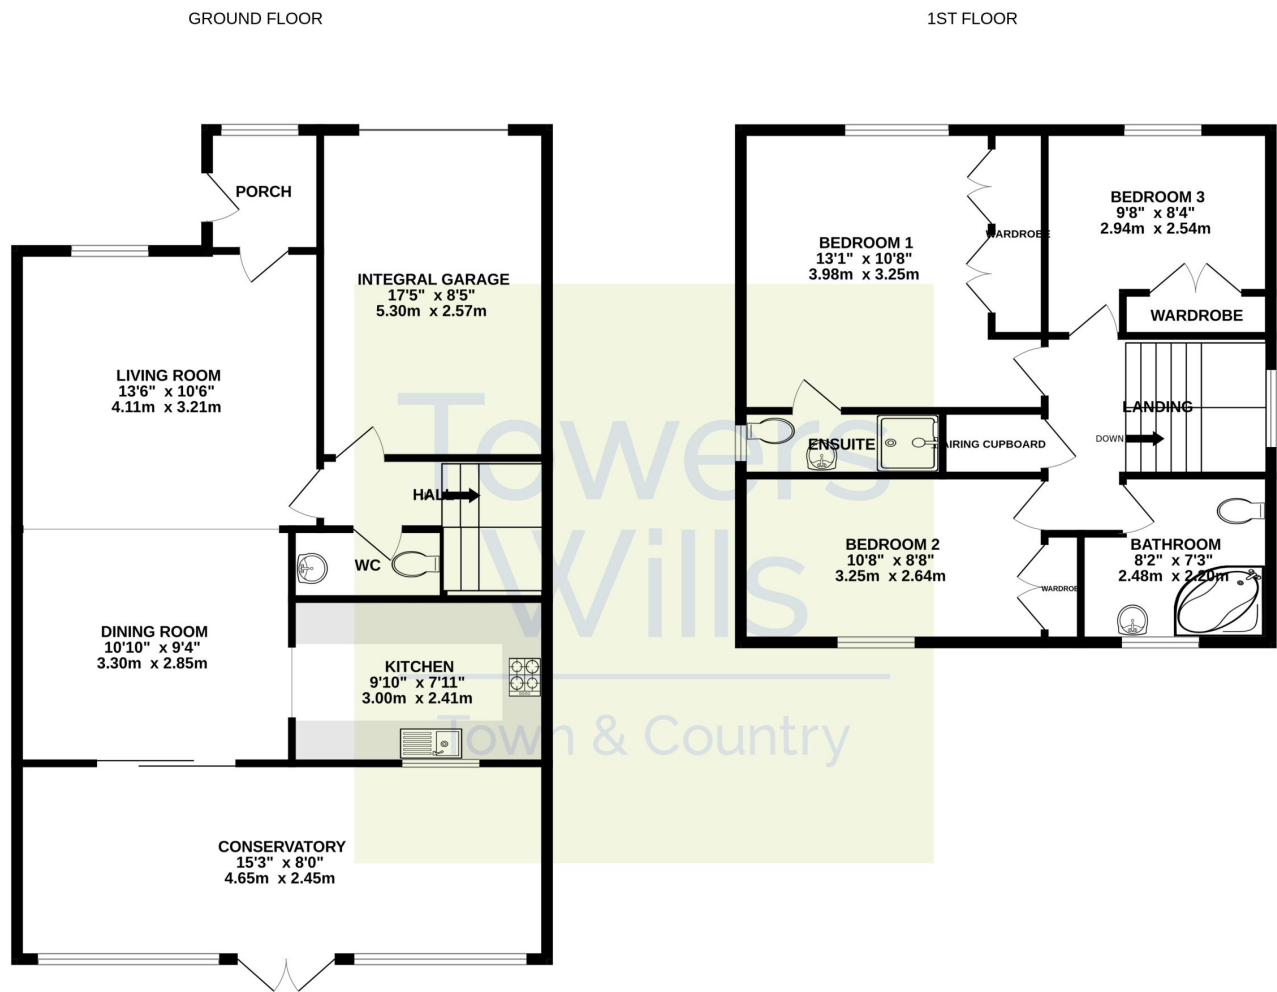 GROUND FLOOR
PORCH
INTEGRAL GARAGE
17'5" x 8'5"
5.30m x 2.57m
LIVING ROOM
13'6" x 10'6"
4.11m x 3.21m
HALL
WC
DINING ROOM
10'10" x 9'4"
3.30m x 2.85m
KITCHEN
9'10" x 7'11"
3.00m x 2.41m
CONSERVATORY
15'3" x 8'0"
4.65m x 2.45m
1ST FLOOR
BEDROOM 1
13'1" x 10'8"
3.98m x 3.25m
WARDROBE
BEDROOM 3
9'8" x 8'4"
2.94m x 2.54m
WARDROBE
LANDING
DOWN
ENSUITE
AIRING CUPBOARD
BEDROOM 2
10'8" x 8'8"
3.25m x 2.64m
WARDROBE
BATHROOM
8'2" x 7'3"
2.48m x 2.20m
Towers
Wills
Town & Country